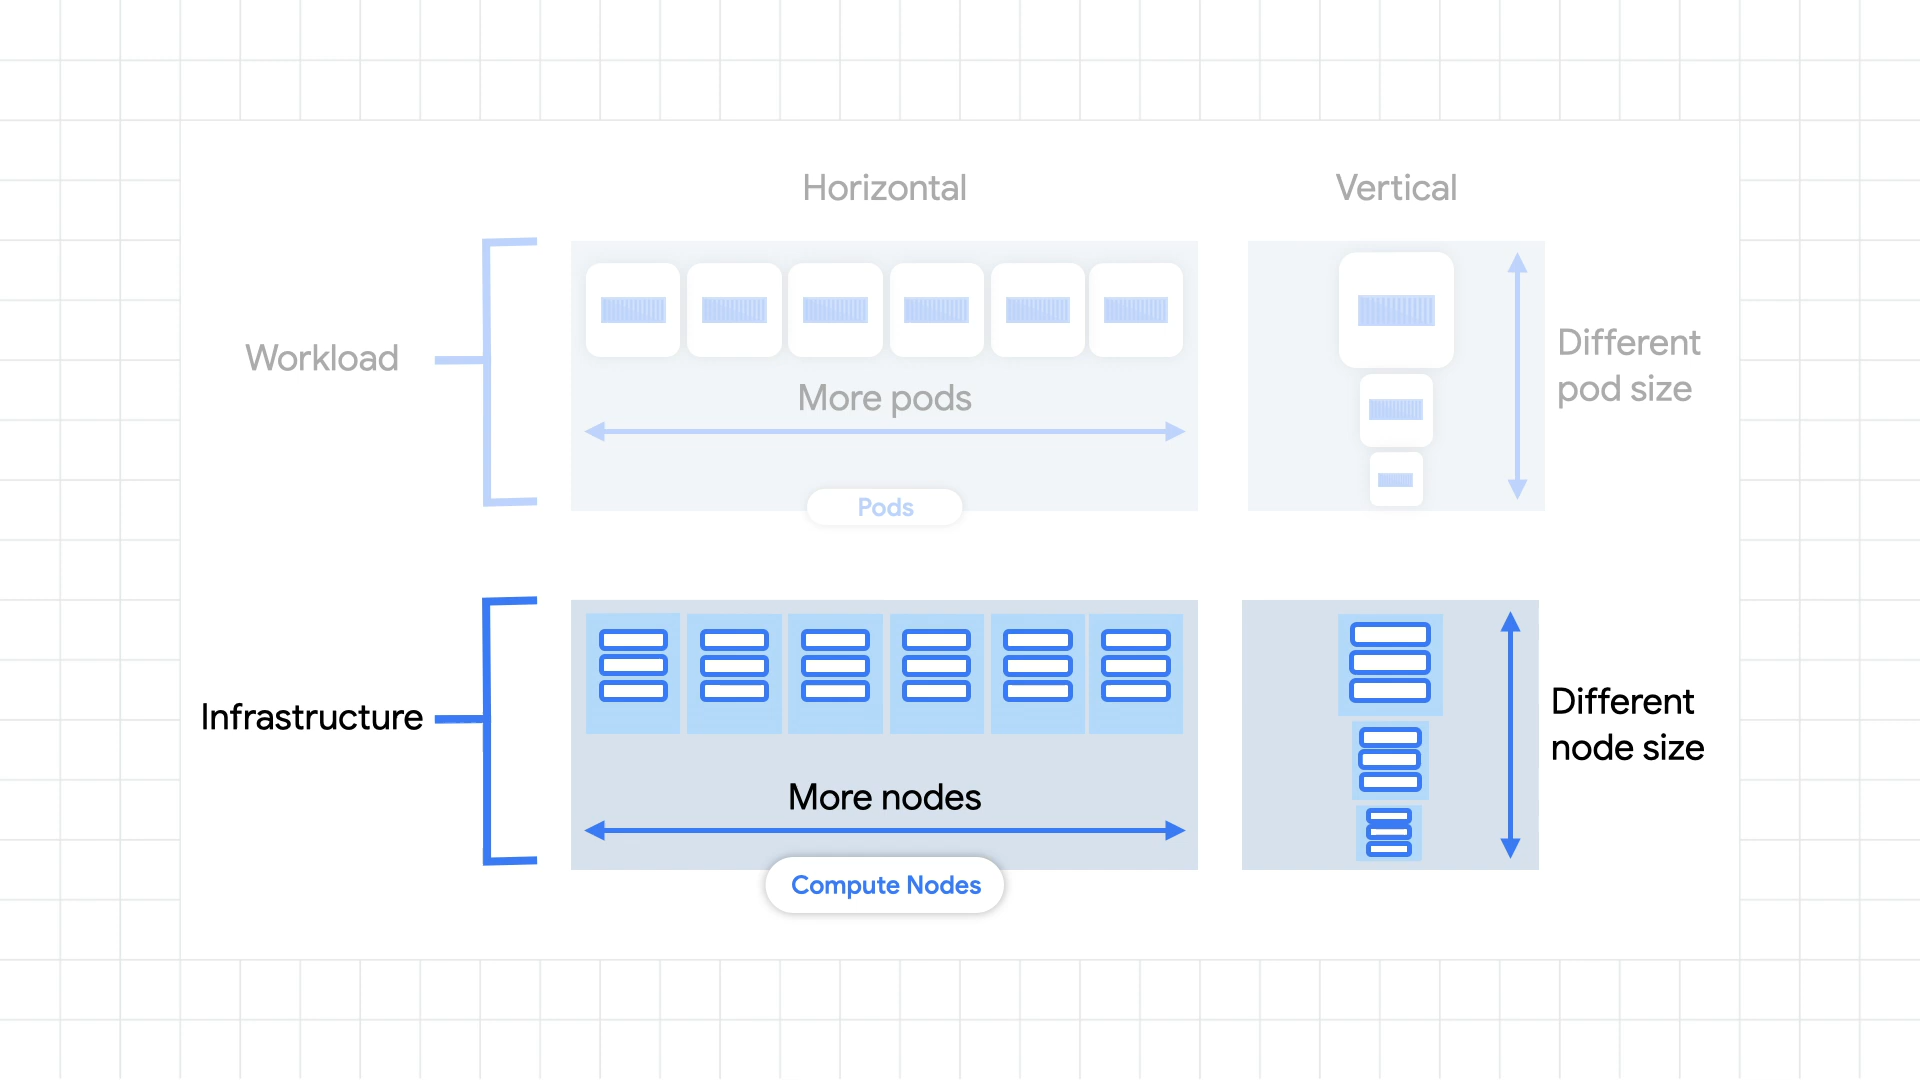 Horizontal
Vertical
Workload
More pods
Different
pod size
Pods
Infrastructure
More nodes
Different
node size
Compute Nodes